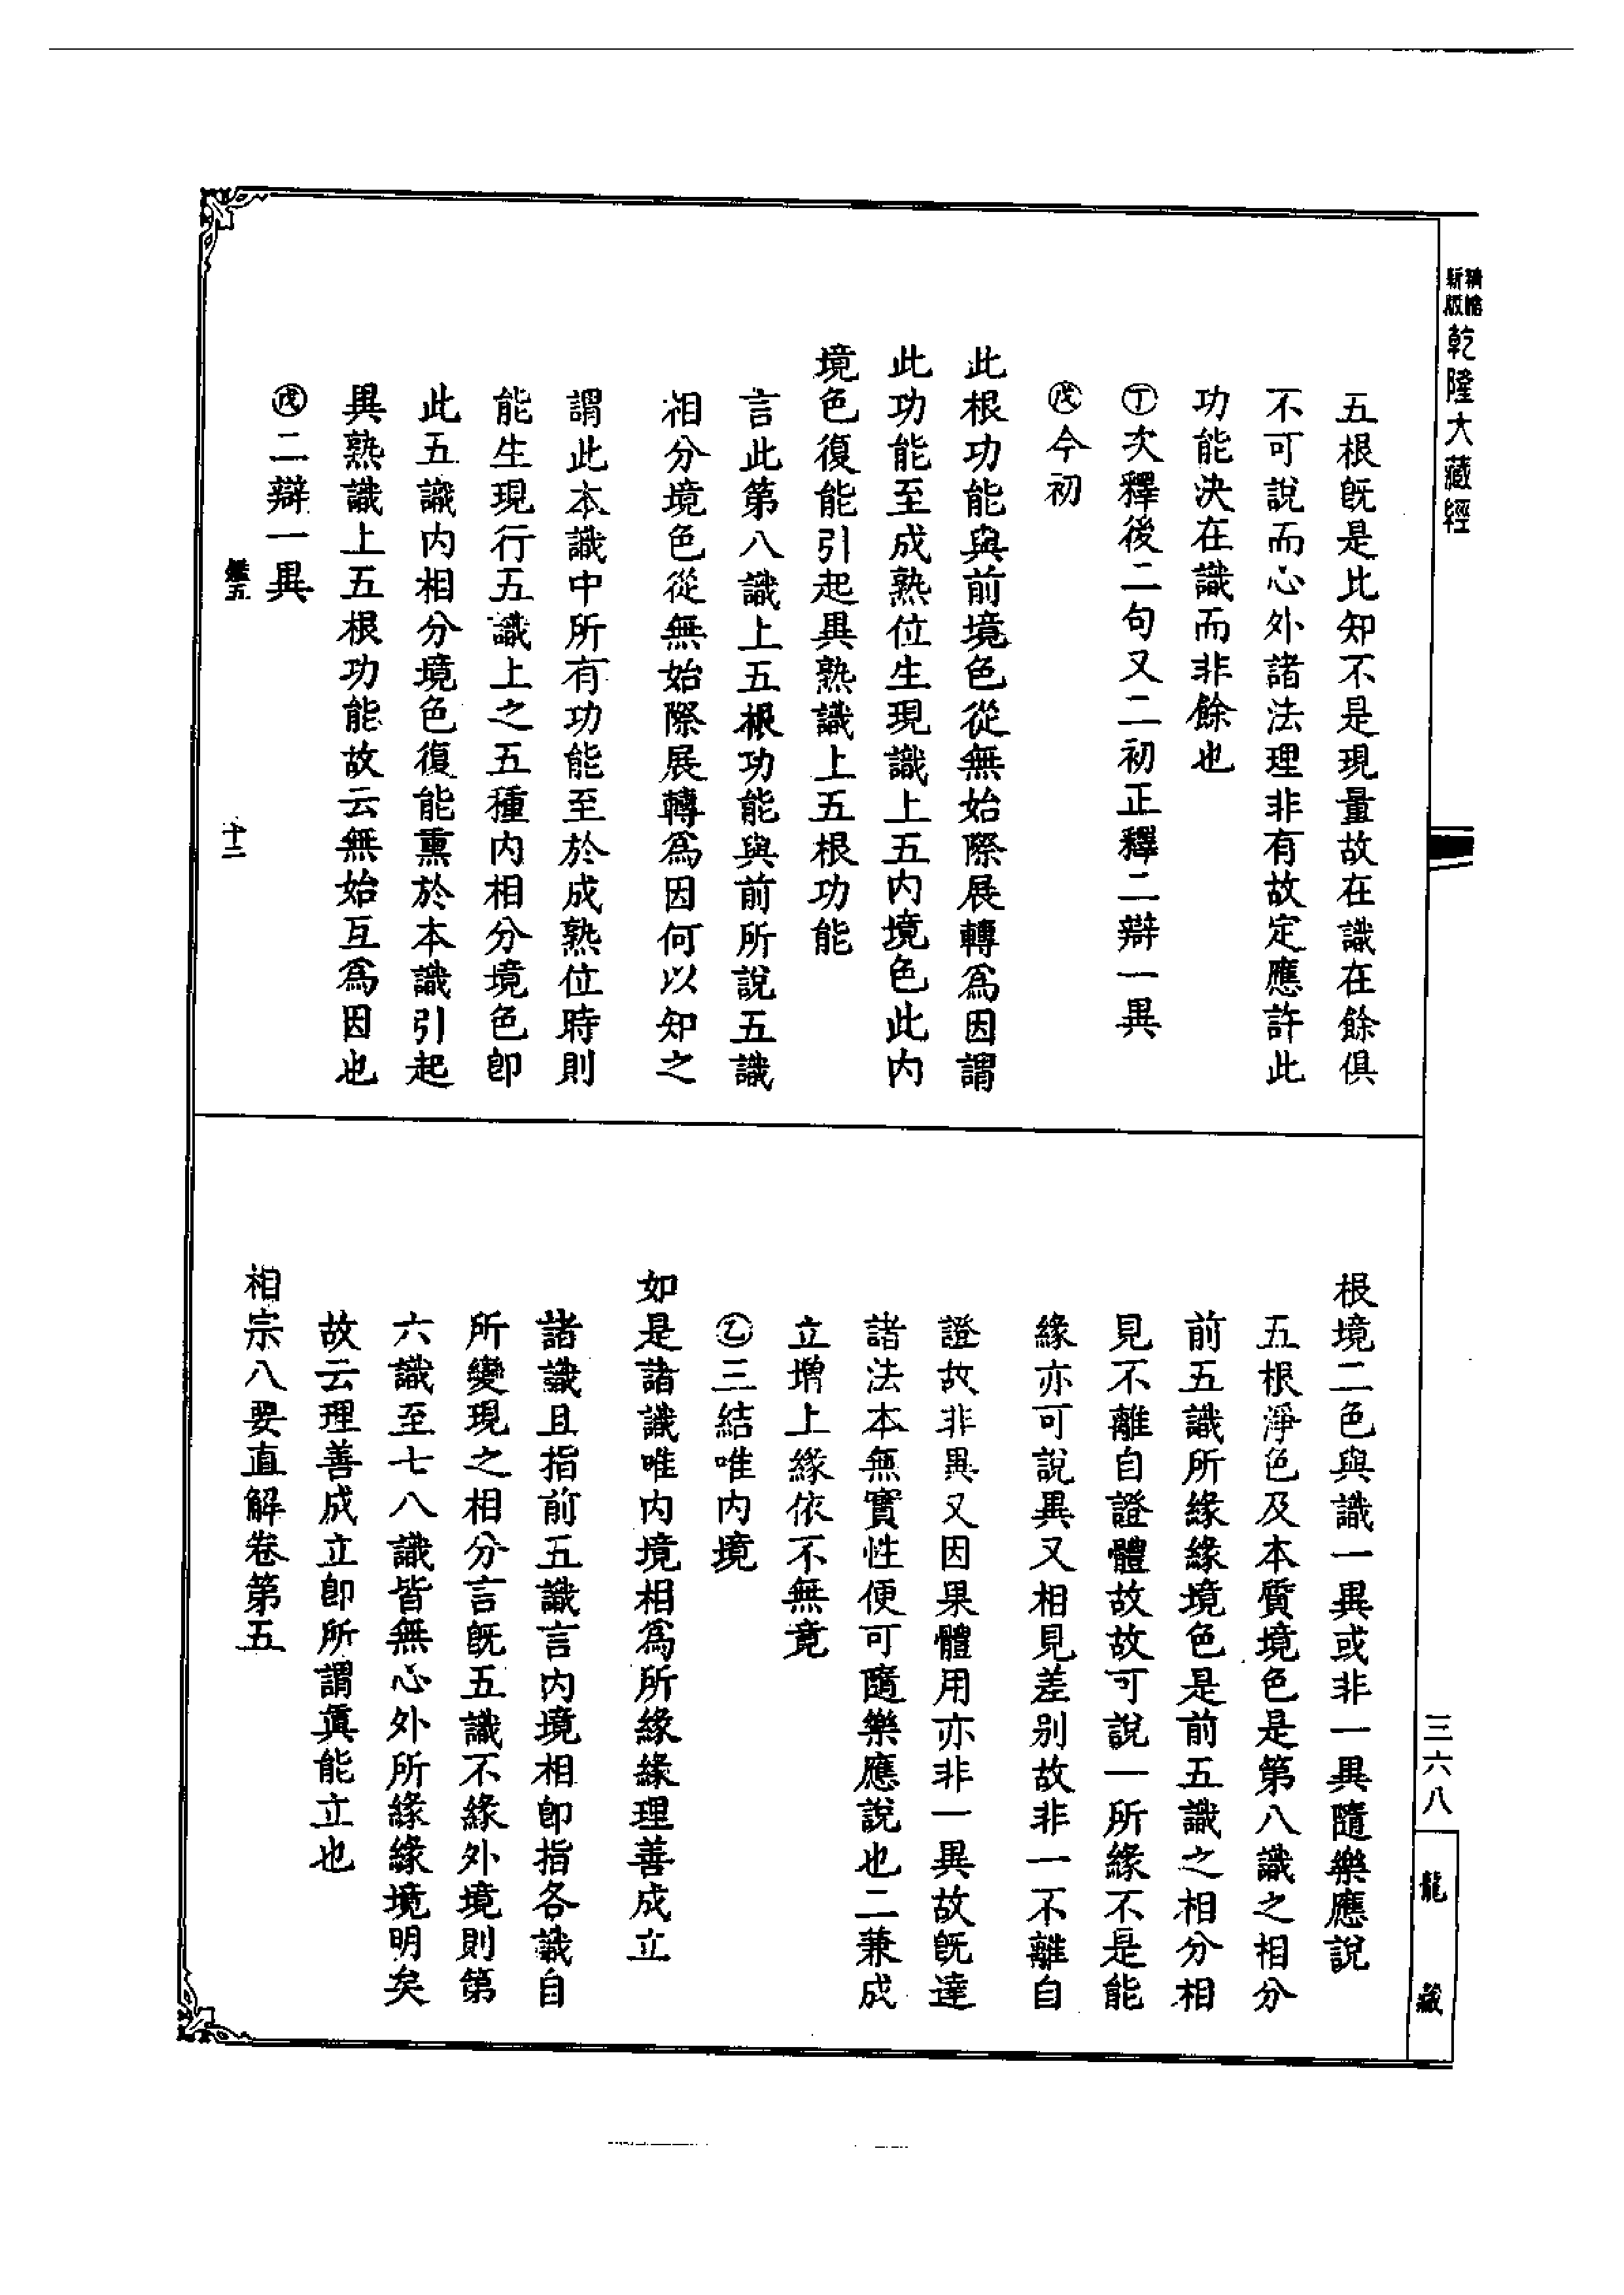 精縮
新版
乾隆大藏經
五根旣是比知不是現量故在識在餘俱
不可說而心外諸法理非有故定應許此
功能決在識而非餘也
㊀次釋後二句又二初正釋二辯一異
今初
此根功能與前境色從無始際展轉爲因謂
此功能至成熟位生現識上五內境色此內
境色復能引起異熟識上五根功能
言此第八識上五根功能與前所說五識
相分境色從無始際展轉爲因何以知之
謂此本識中所有功能至於成熟位時則
能生現行五識上之五種內相分境色卽
此五識內相分境色復能熏於本識引起
異熟識上五根功能故云無始互爲因也
戊二辯一異
五
十二
根境二色與識一異或非一異隨樂應說
五根淨色及本質境色是第八識之相分
前五識所緣緣境色是前五識之相分相
見不離自證體故故可說一所緣不是能
緣亦可說異又相見差别故非一不離自
證故非異又因果體用亦非一異故旣達
諸法本無實性便可隨樂應說也二兼成
立增上緣依不無竟
乙三結唯內境
如是諸識唯內境相爲所緣緣理善成立
諸識且指前五識言內境相卽指各識自
所變現之相分言旣五識不緣外境則第
六識至七八識皆無心外所緣緣境明矣
故云理善成立卽所謂眞能立也
相宗八要直解卷第五
三六八
龍藏